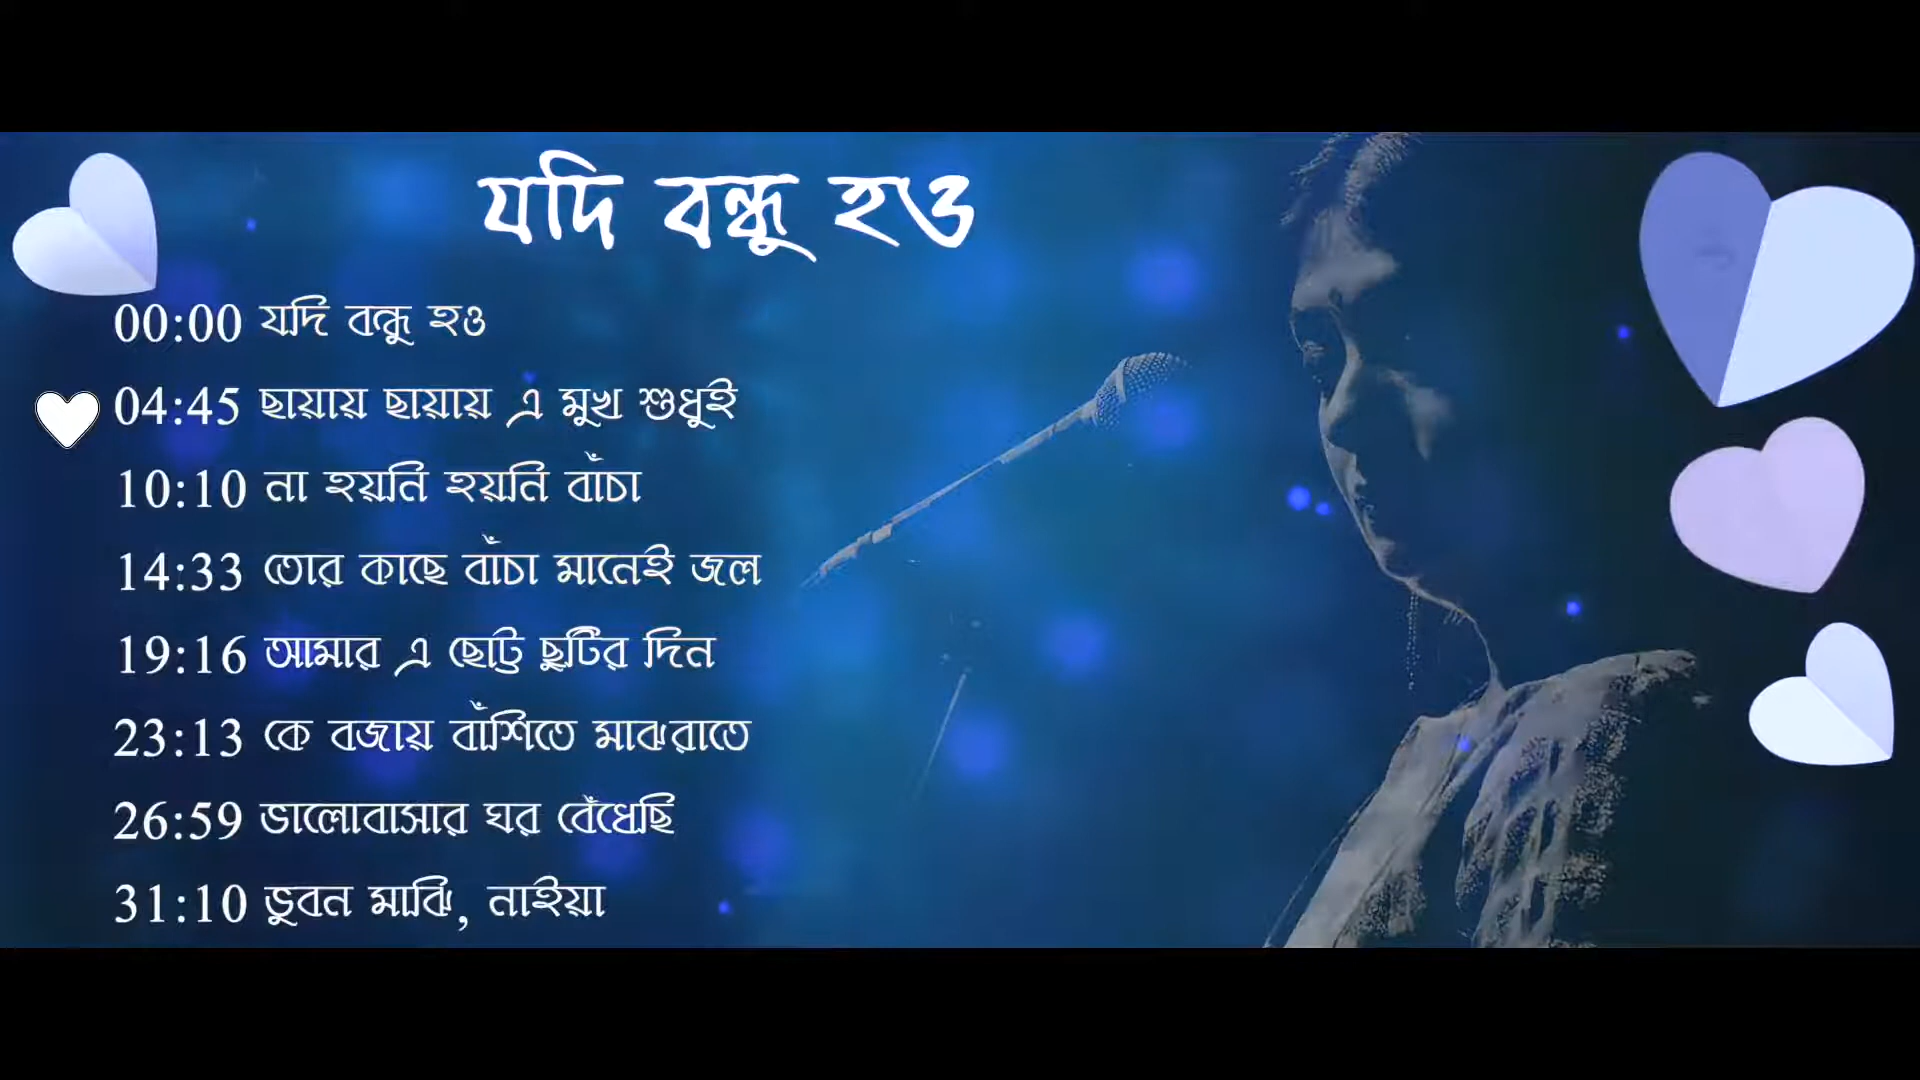 যদি বন্ধু হও
00:00 যদি বন্ধু হও
04:45 ছায়ায় ছায়ায় এ মুখ শুধুই
10:10 না হয়নি হয়নি বাঁচা
14:33 তোর কাছে বাঁচা মানেই জল
19:16 আমার এ ছোট্ট ছুটির দিন
23:13 কে বজায় বাঁশিতে মাঝরাতে
26:59 ভালোবাসার ঘর বেঁধেছি
31:10 ভুবন মাঝি, নাইয়া